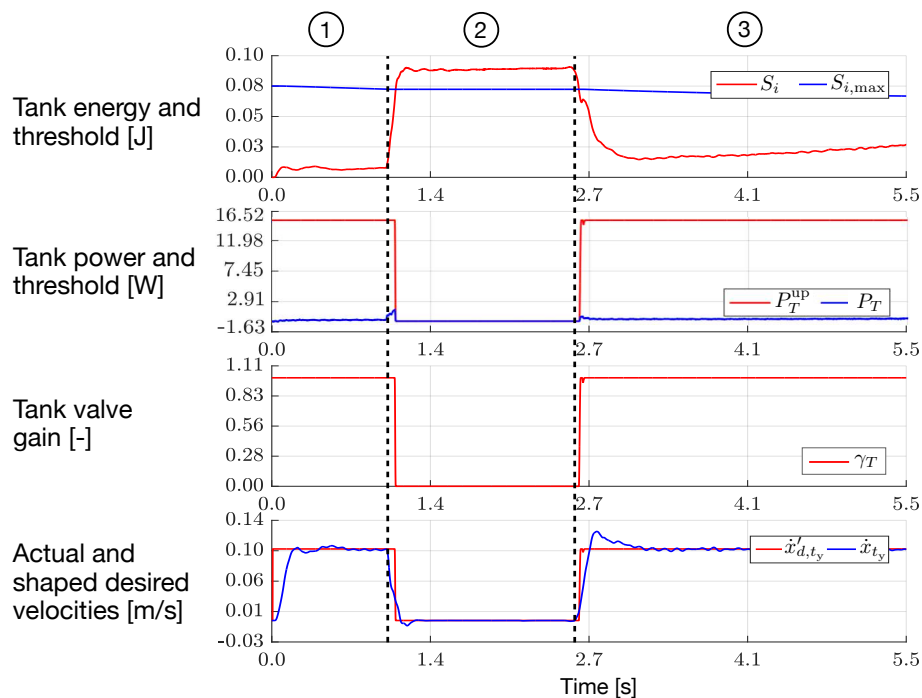 ① ② ③
Tank energy and
threshold [J]
0.10
0.08
0.05
0.03
0.00
S_i S_{i,max}
0.0 1.4 2.7 4.1 5.5
Tank power and
threshold [W]
16.52
11.98
7.45
2.91
-1.63
P_T^{up} P_T
0.0 1.4 2.7 4.1 5.5
Tank valve
gain [-]
1.11
0.83
0.56
0.28
0.00
γ_T
0.0 1.4 2.7 4.1 5.5
Actual and
shaped desired
velocities [m/s]
0.14
0.10
0.06
0.01
-0.03
ẋ'_{d,t_y} ẋ_{t_y}
0.0 1.4 2.7 4.1 5.5
Time [s]